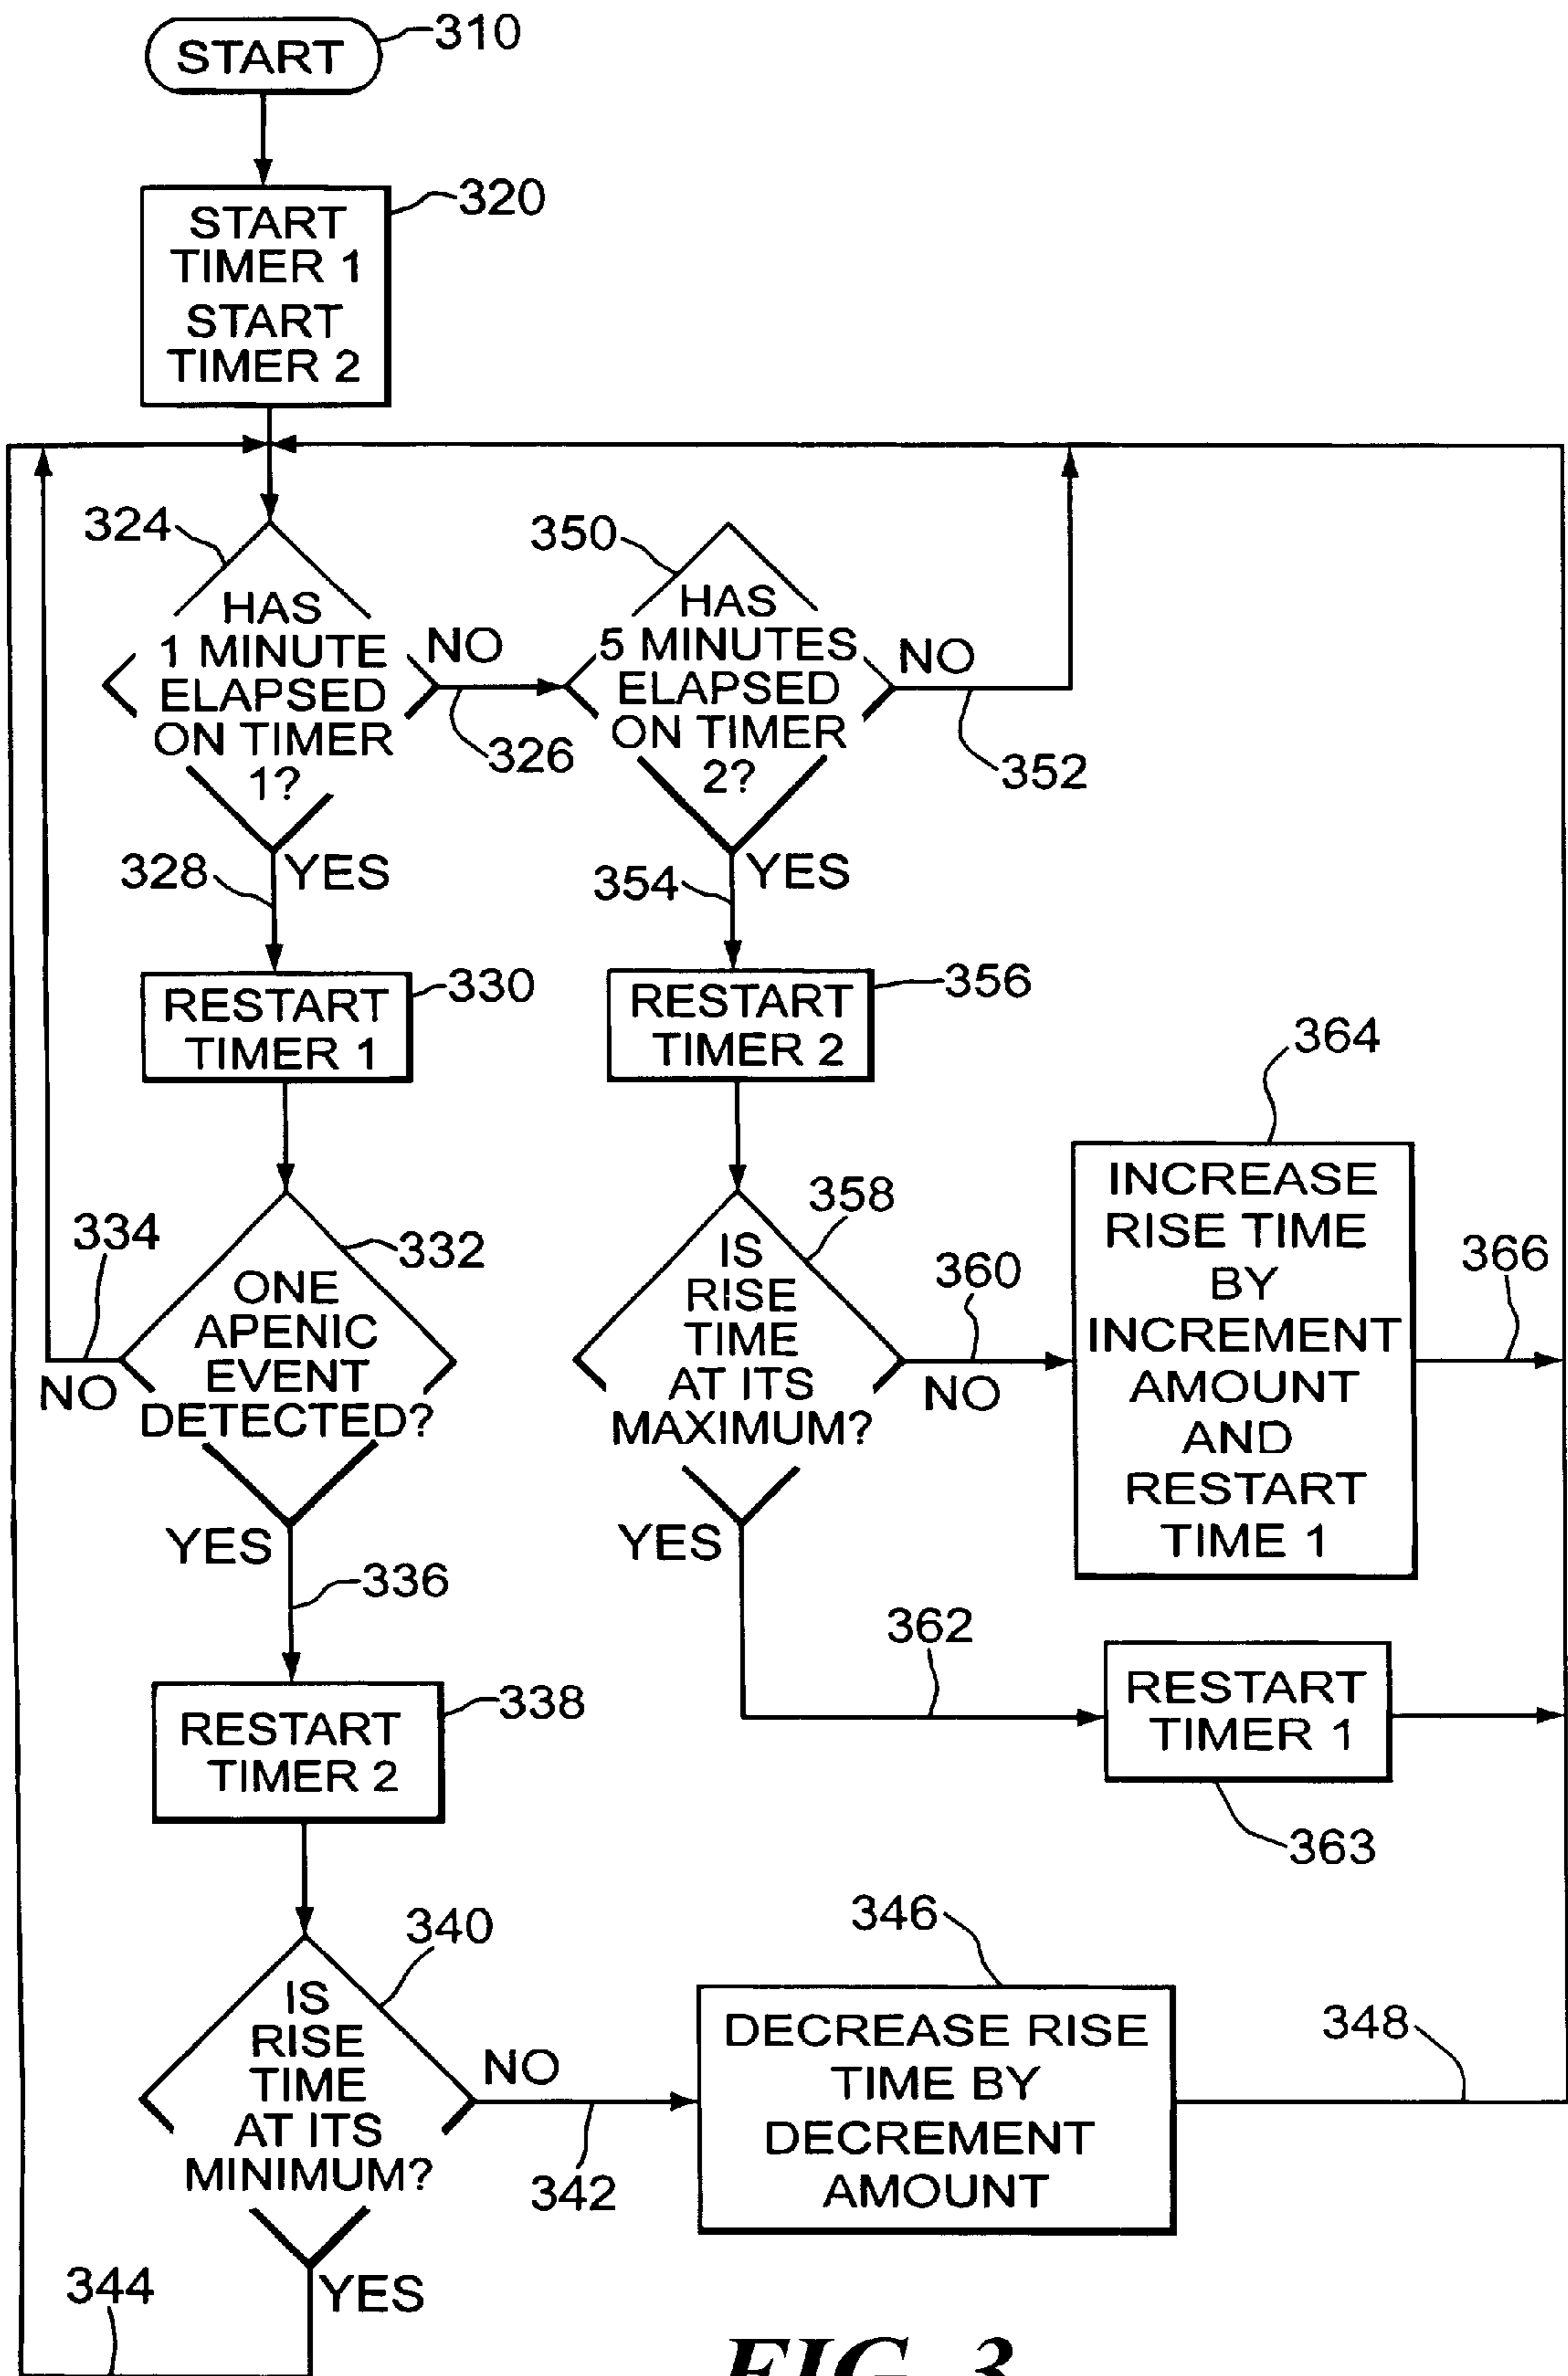 START
310
START
TIMER 1
START
TIMER 2
320
324
HAS
1 MINUTE
ELAPSED
ON TIMER
1?
NO
326
350
HAS
5 MINUTES
ELAPSED
ON TIMER
2?
NO
352
328
YES
354
YES
RESTART
TIMER 1
330
RESTART
TIMER 2
356
364
INCREASE
RISE TIME
BY
INCREMENT
AMOUNT
AND
RESTART
TIME 1
366
334
NO
332
ONE
APENIC
EVENT
DETECTED?
358
IS
RISE
TIME
AT ITS
MAXIMUM?
360
NO
YES
336
YES
362
RESTART
TIMER 1
363
RESTART
TIMER 2
338
340
IS
RISE
TIME
AT ITS
MINIMUM?
NO
342
346
DECREASE RISE
TIME BY
DECREMENT
AMOUNT
348
344
YES
FIG. 3